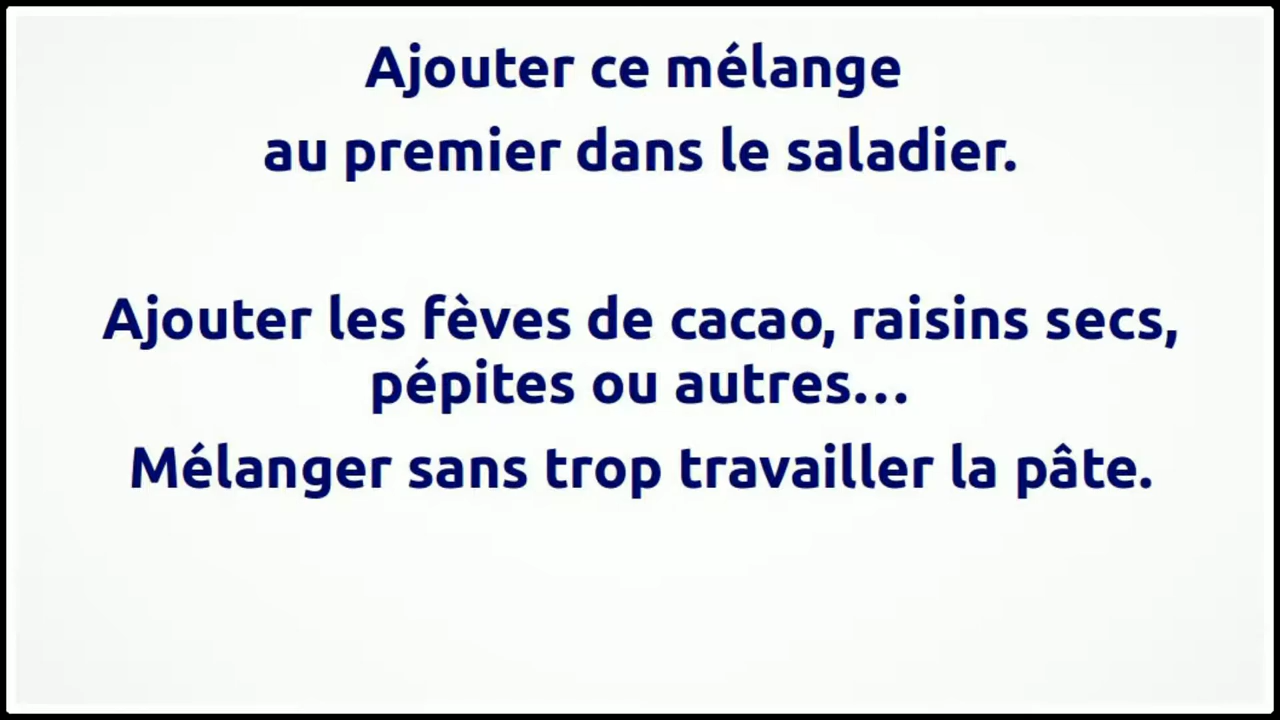 Ajouter ce mélange
au premier dans le saladier.
Ajouter les fèves de cacao, raisins secs,
pépites ou autres…
Mélanger sans trop travailler la pâte.